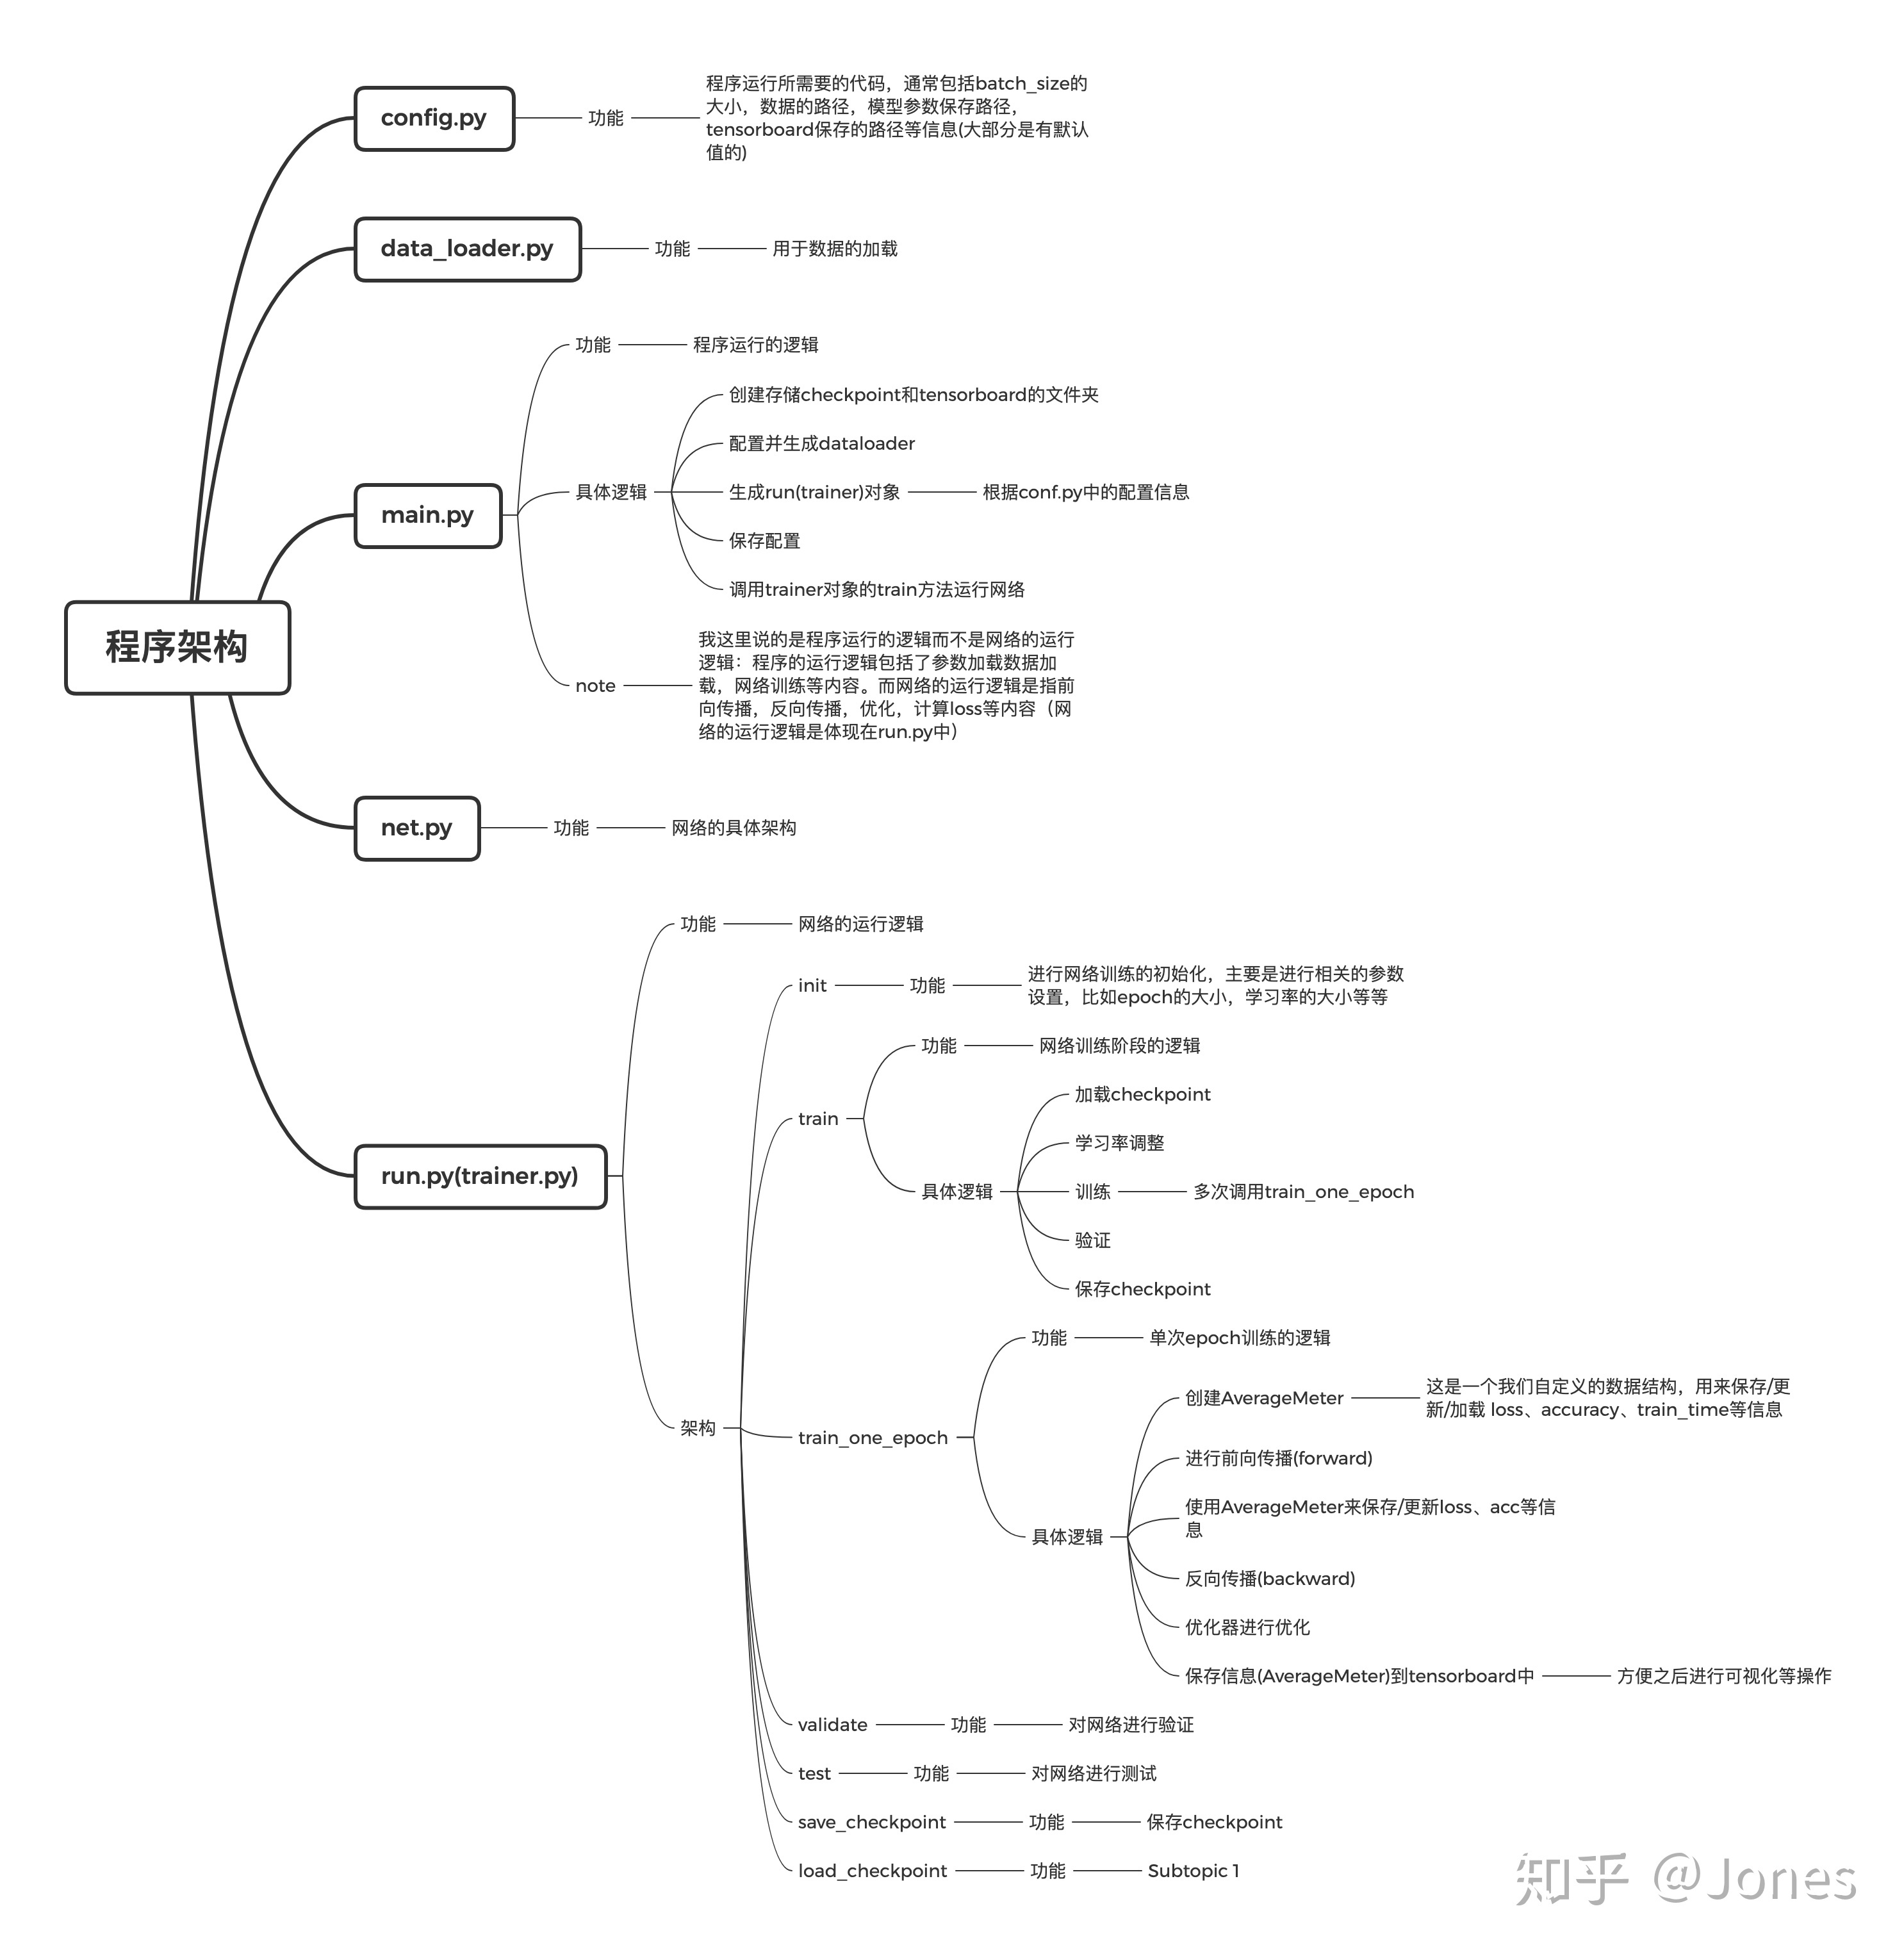 程序架构
config.py
功能
程序运行所需要的代码，通常包括batch_size的
大小，数据的路径，模型参数保存路径，
tensorboard保存的路径等信息(大部分是有默认
值的)
data_loader.py
功能
用于数据的加载
main.py
功能
程序运行的逻辑
具体逻辑
创建存储checkpoint和tensorboard的文件夹
配置并生成dataloader
生成run(trainer)对象
根据conf.py中的配置信息
保存配置
调用trainer对象的train方法运行网络
note
我这里说的是程序运行的逻辑而不是网络的运行
逻辑：程序的运行逻辑包括了参数加载数据加
载，网络训练等内容。而网络的运行逻辑是指前
向传播，反向传播，优化，计算loss等内容（网
络的运行逻辑是体现在run.py中）
net.py
功能
网络的具体架构
run.py(trainer.py)
功能
网络的运行逻辑
架构
init
功能
进行网络训练的初始化，主要是进行相关的参数
设置，比如epoch的大小，学习率的大小等等
train
功能
网络训练阶段的逻辑
具体逻辑
加载checkpoint
学习率调整
训练
多次调用train_one_epoch
验证
保存checkpoint
train_one_epoch
功能
单次epoch训练的逻辑
具体逻辑
创建AverageMeter
这是一个我们自定义的数据结构，用来保存/更
新/加载 loss、accuracy、train_time等信息
进行前向传播(forward)
使用AverageMeter来保存/更新loss、acc等信
息
反向传播(backward)
优化器进行优化
保存信息(AverageMeter)到tensorboard中
方便之后进行可视化等操作
validate
功能
对网络进行验证
test
功能
对网络进行测试
save_checkpoint
功能
保存checkpoint
load_checkpoint
功能
Subtopic 1
知乎 @Jones